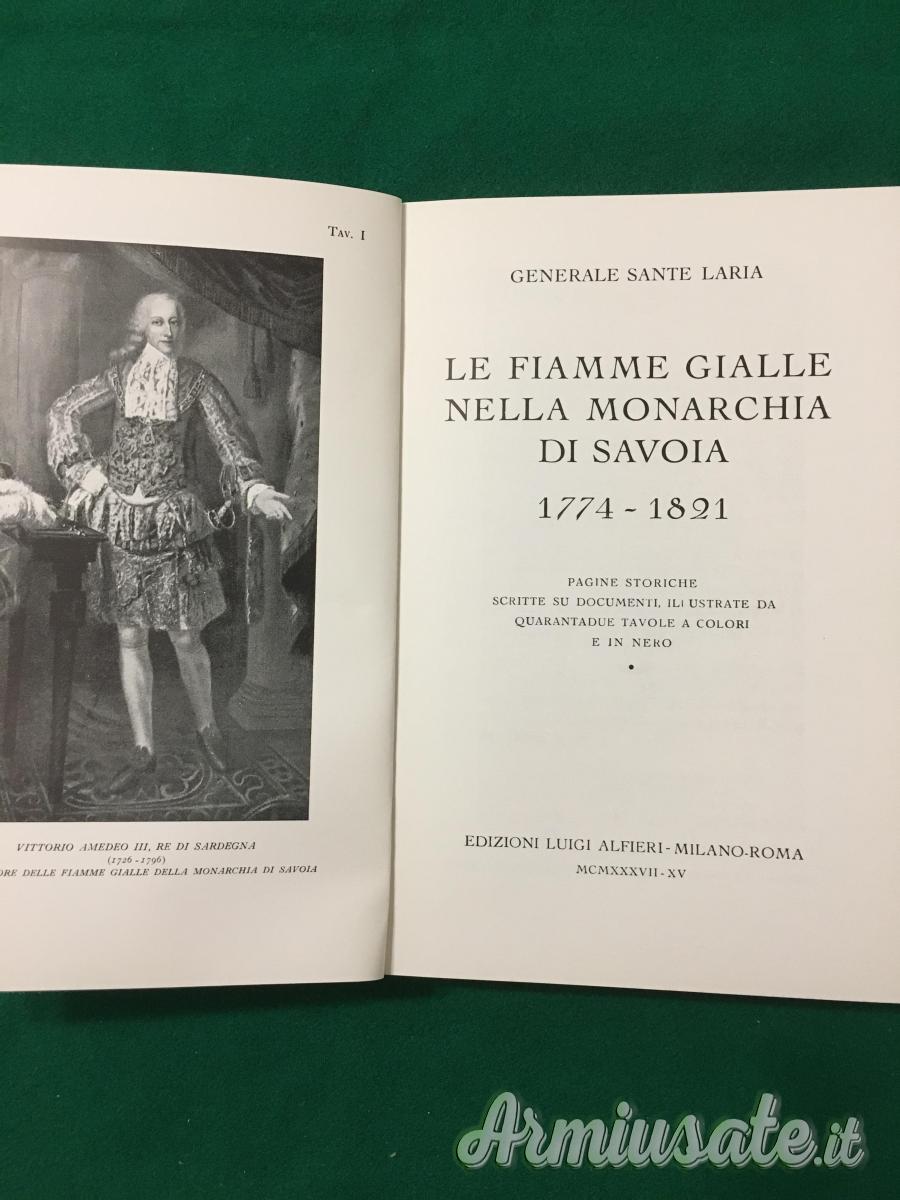 TAV. I
VITTORIO AMEDEO III, RE DI SARDEGNA
(1726-1796)
ORE DELLE FIAMME GIALLE DELLA MONARCHIA DI SAVOIA
GENERALE SANTE LARIA
LE FIAMME GIALLE
NELLA MONARCHIA
DI SAVOIA
1774-1821
PAGINE STORICHE
SCRITTE SU DOCUMENTI, ILLUSTRATE DA
QUARANTADUE TAVOLE A COLORI
E IN NERO
EDIZIONI LUIGI ALFIERI-MILANO-ROMA
MCMXXXVII-XV
Armiusate.it